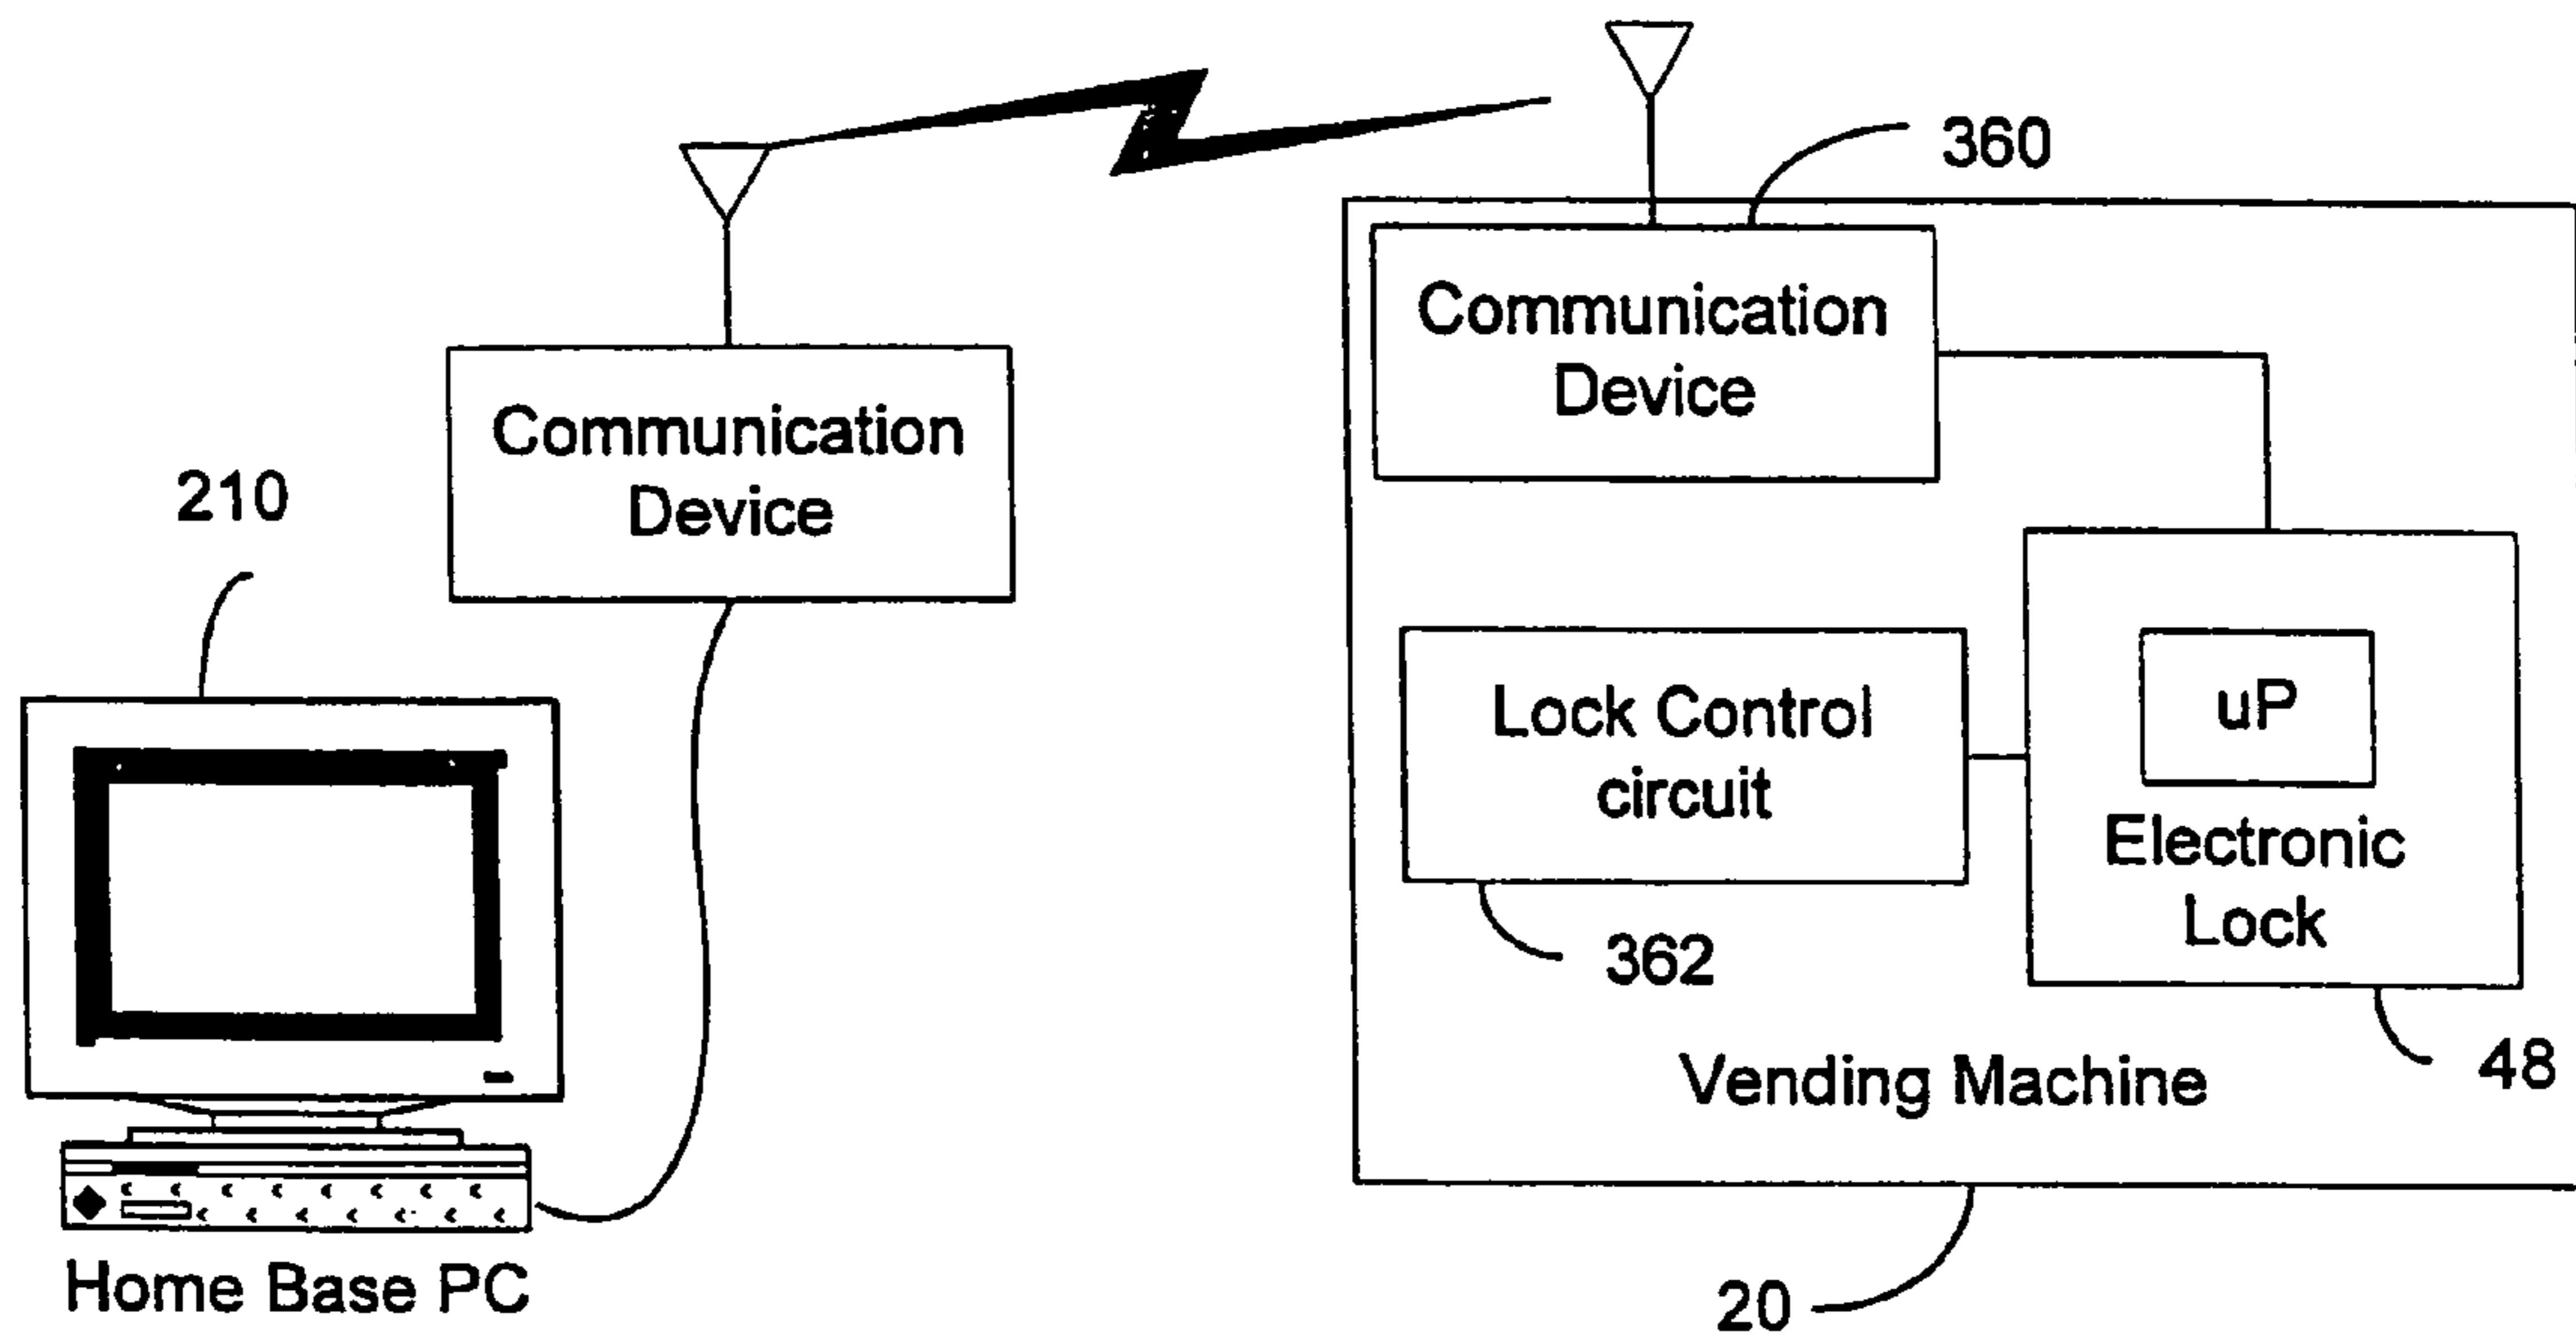 360
Communication
Device
Communication
Device
210
uP
Lock Control
circuit
Electronic
Lock
362
48
Vending Machine
Home Base PC
20